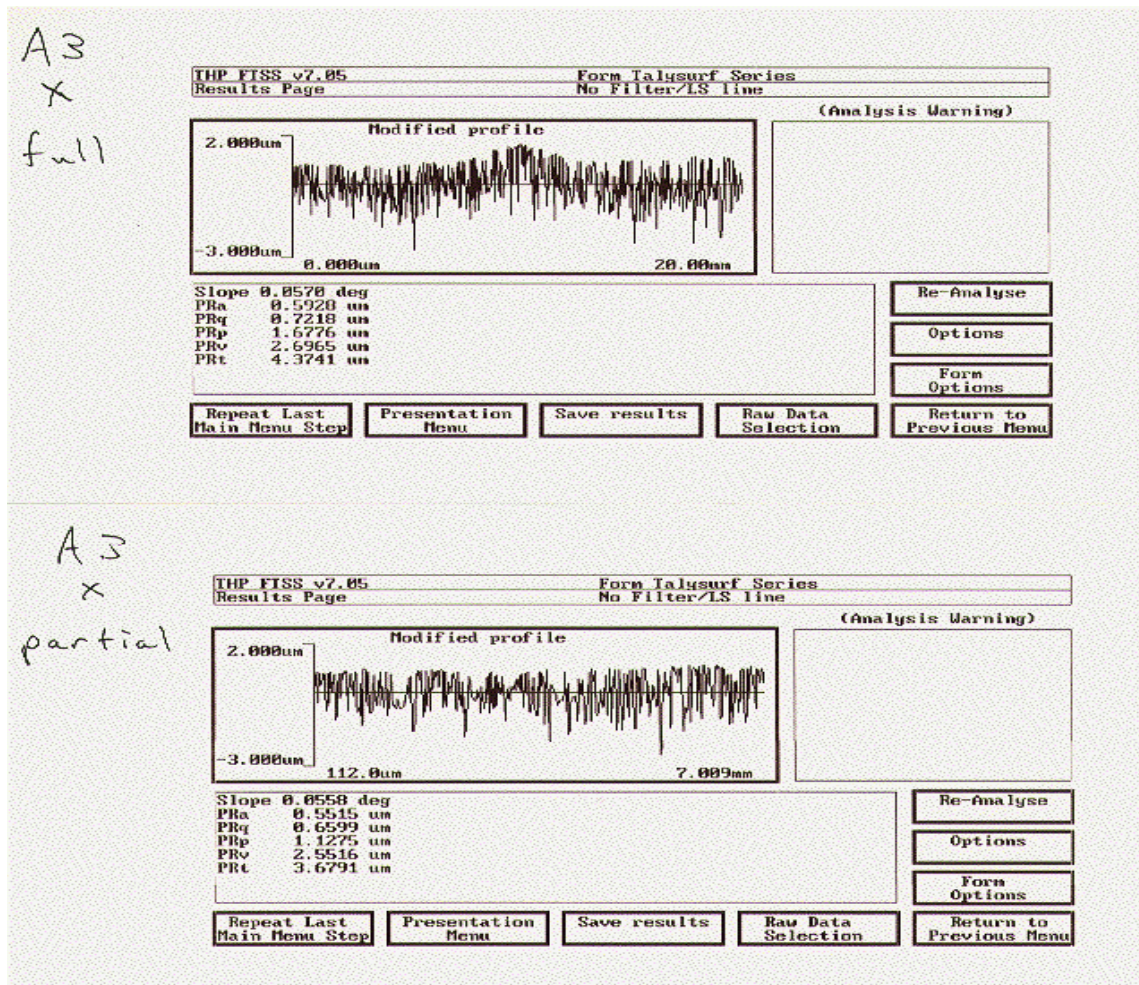 A3
x
full
THP FTSS v7.05 Form Talysurf Series
Results Page No Filter/LS line
(Analysis Warning)
Modified profile
2.000um
-3.000um
0.000um 20.00mm
Slope 0.0570 deg
PRa 0.5928 um
PRq 0.7218 um
PRp 1.6776 um
PRv 2.6965 um
PRt 4.3741 um
Re-Analyse
Options
Form
Options
Repeat Last
Main Menu Step
Presentation
Menu
Save results
Raw Data
Selection
Return to
Previous Menu
A3
x
partial
THP FTSS v7.05 Form Talysurf Series
Results Page No Filter/LS line
(Analysis Warning)
Modified profile
2.000um
-3.000um
112.0um 7.009mm
Slope 0.0558 deg
PRa 0.5515 um
PRq 0.6599 um
PRp 1.1275 um
PRv 2.5516 um
PRt 3.6791 um
Re-Analyse
Options
Form
Options
Repeat Last
Main Menu Step
Presentation
Menu
Save results
Raw Data
Selection
Return to
Previous Menu